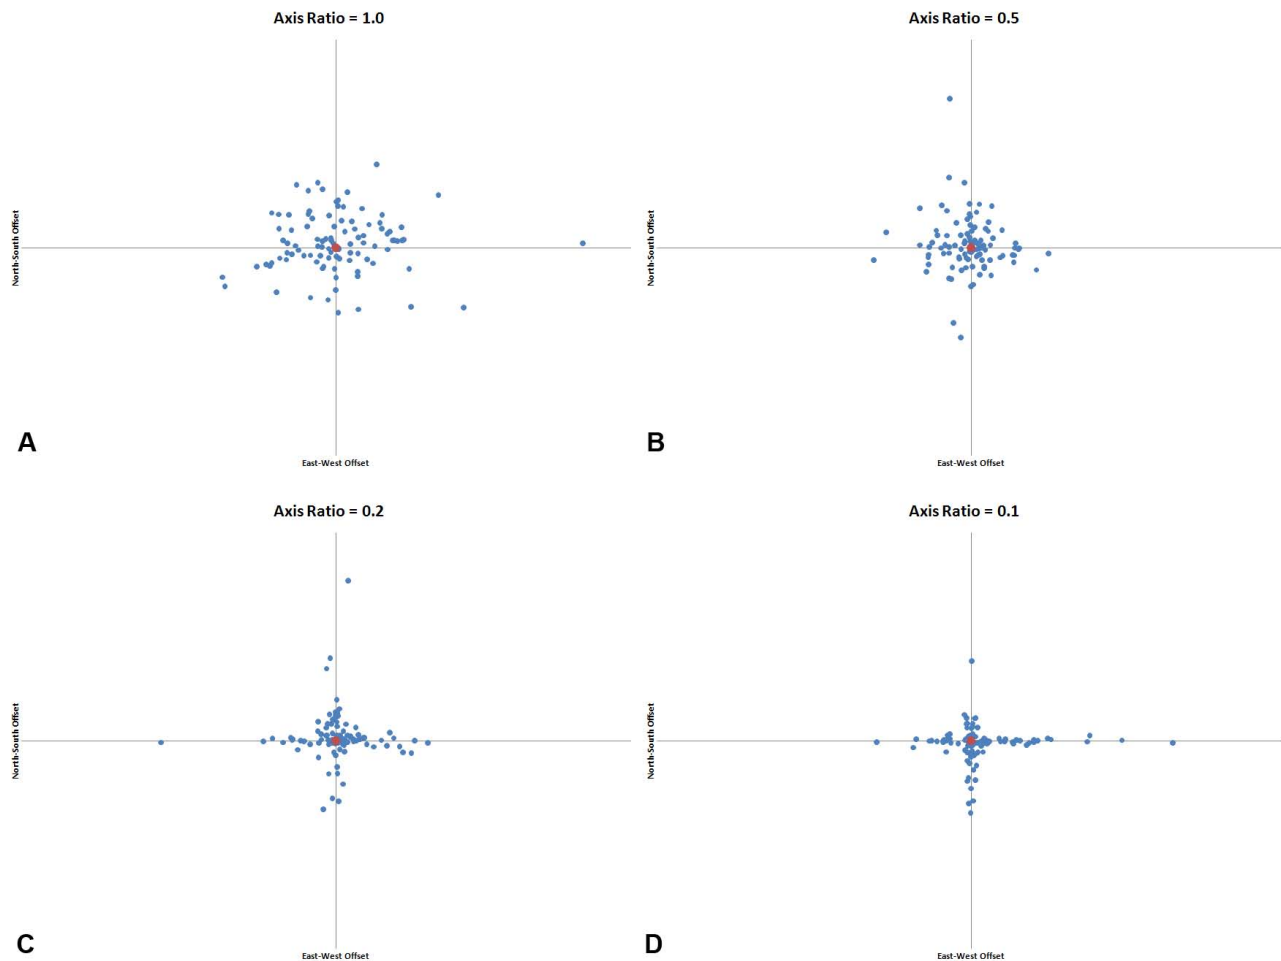 Axis Ratio = 1.0
North-South Offset
East-West Offset
A
Axis Ratio = 0.5
North-South Offset
East-West Offset
B
Axis Ratio = 0.2
North-South Offset
East-West Offset
C
Axis Ratio = 0.1
North-South Offset
East-West Offset
D